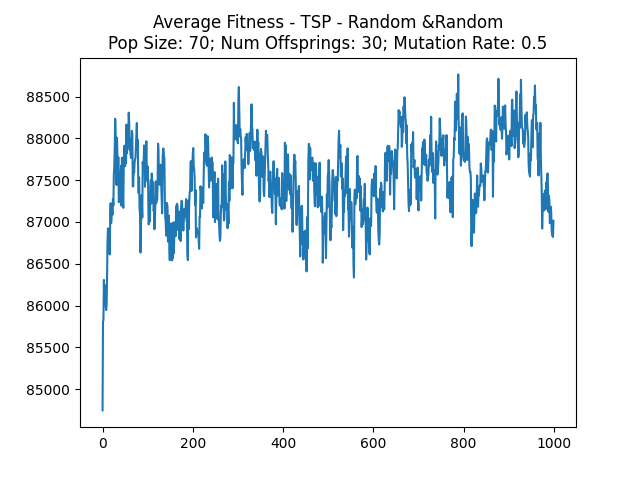 Average Fitness - TSP - Random &Random
Pop Size: 70; Num Offsprings: 30; Mutation Rate: 0.5
88500
88000
87500
87000
86500
86000
85500
85000
0 200 400 600 800 1000